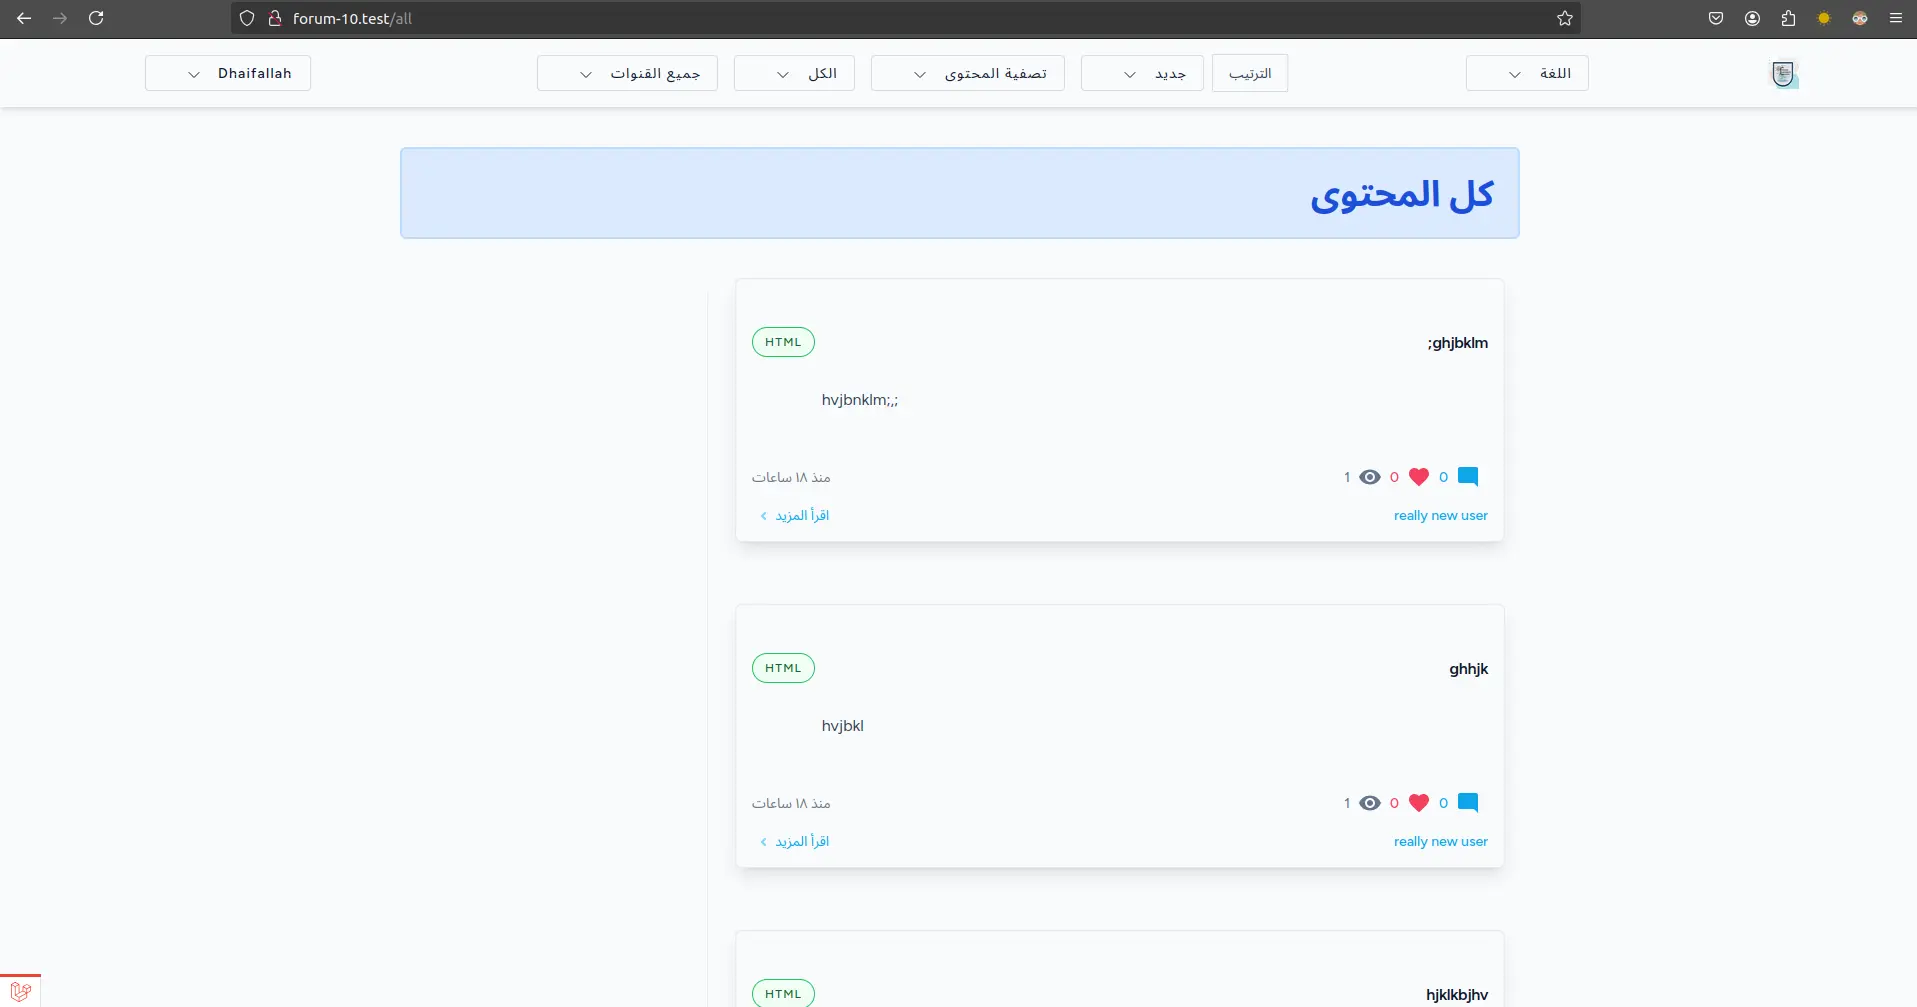 forum-10.test/all
اللغة
الترتيب
جديد
تصفية المحتوى
الكل
جميع القنوات
Dhaifallah
كل المحتوى
;ghjbklm
HTML
hvjbnklm;,;
0 0 1
منذ ١٨ ساعات
really new user
اقرأ المزيد
ghhjk
HTML
hvjbkl
0 0 1
منذ ١٨ ساعات
really new user
اقرأ المزيد
hjklkbjhv
HTML